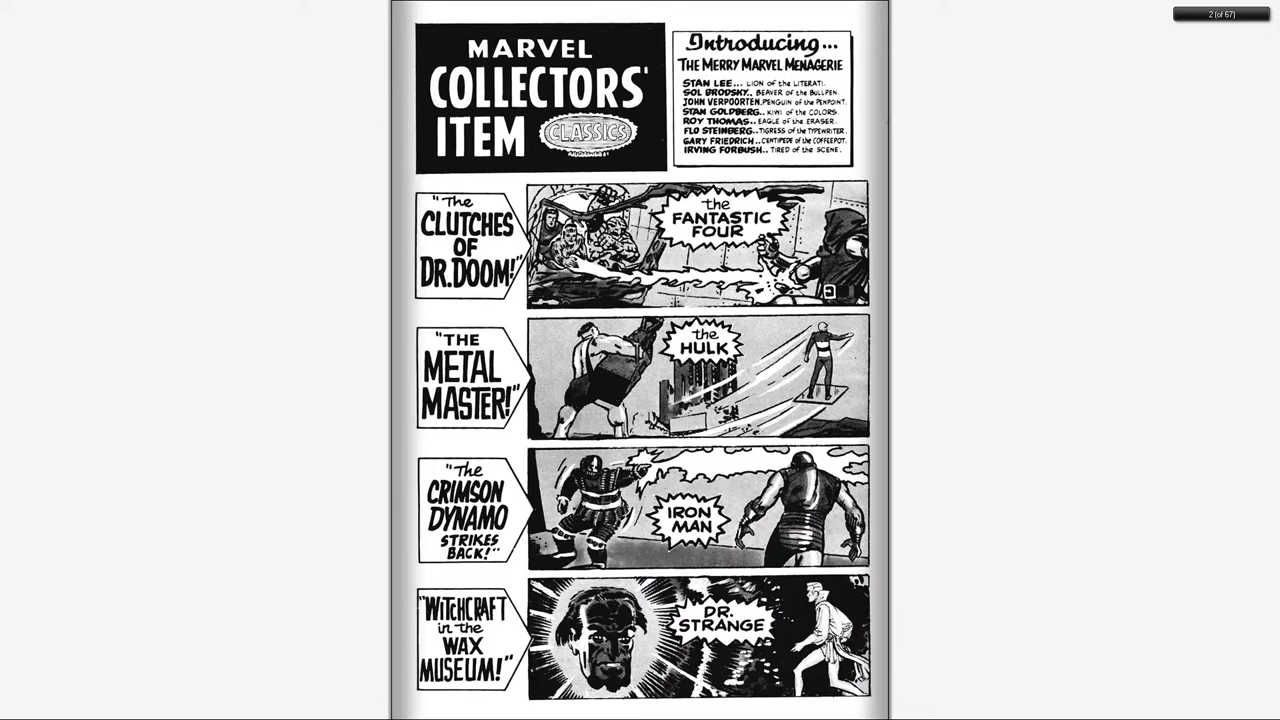 2 (of 67)
MARVEL
COLLECTORS'
ITEM
CLASSICS
Introducing...
THE MERRY MARVEL MENAGERIE
STAN LEE... LION of the LITERATI.
SOL BRODSKY.. BEAVER of the BULLPEN.
JOHN VERPOORTEN. PENGUIN of the PENPOINT.
STAN GOLDBERG.. KIWI of the COLORS.
ROY THOMAS.. EAGLE of the ERASER.
FLO STEINBERG.. TIGRESS of the TYPEWRITER.
GARY FRIEDRICH.. CENTIPEDE of the COFFEEPOT.
IRVING FORBUSH.. TIRED of the SCENE.
"The
CLUTCHES
OF
DR. DOOM!"
the
FANTASTIC
FOUR
"THE
METAL
MASTER!"
the
HULK
"The
CRIMSON
DYNAMO
STRIKES
BACK!"
IRON
MAN
"WITCHCRAFT
in the
WAX
MUSEUM!"
DR.
STRANGE